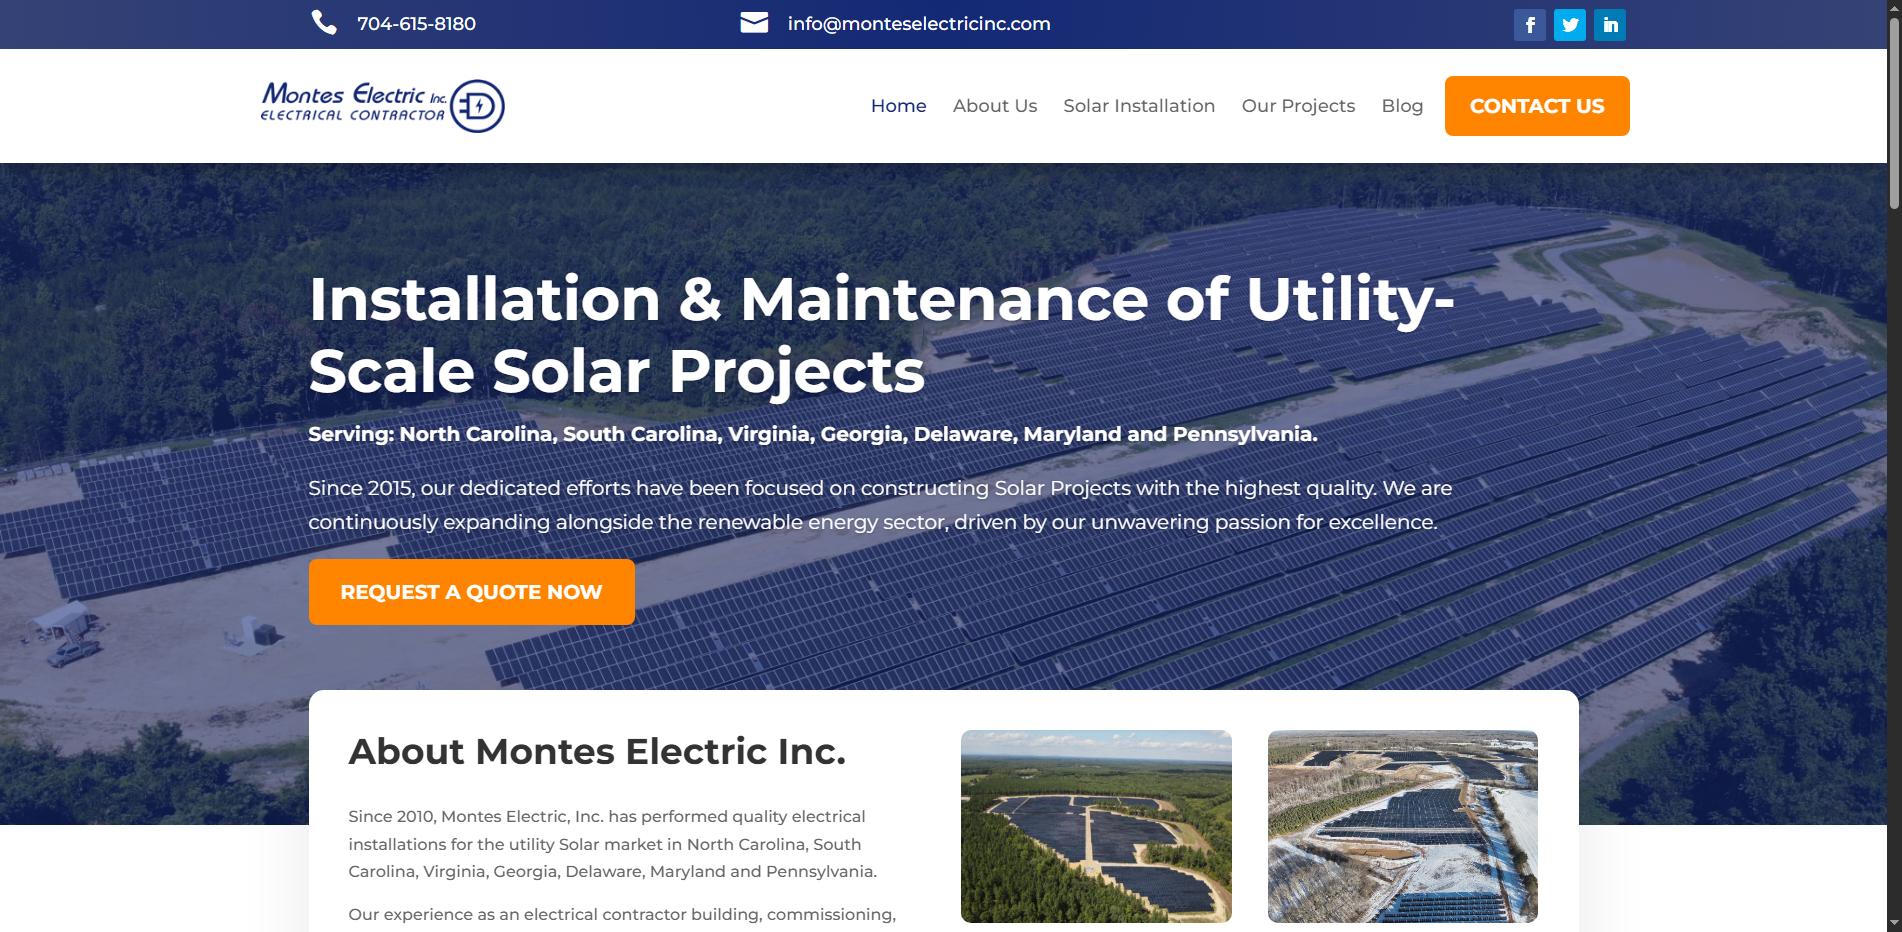 704-615-8180
info@monteselectricinc.com
Montes Electric Inc.
ELECTRICAL CONTRACTOR
Home
About Us
Solar Installation
Our Projects
Blog
CONTACT US
Installation & Maintenance of Utility-
Scale Solar Projects
Serving: North Carolina, South Carolina, Virginia, Georgia, Delaware, Maryland and Pennsylvania.
Since 2015, our dedicated efforts have been focused on constructing Solar Projects with the highest quality. We are
continuously expanding alongside the renewable energy sector, driven by our unwavering passion for excellence.
REQUEST A QUOTE NOW
About Montes Electric Inc.
Since 2010, Montes Electric, Inc. has performed quality electrical
installations for the utility Solar market in North Carolina, South
Carolina, Virginia, Georgia, Delaware, Maryland and Pennsylvania.
Our experience as an electrical contractor building, commissioning,